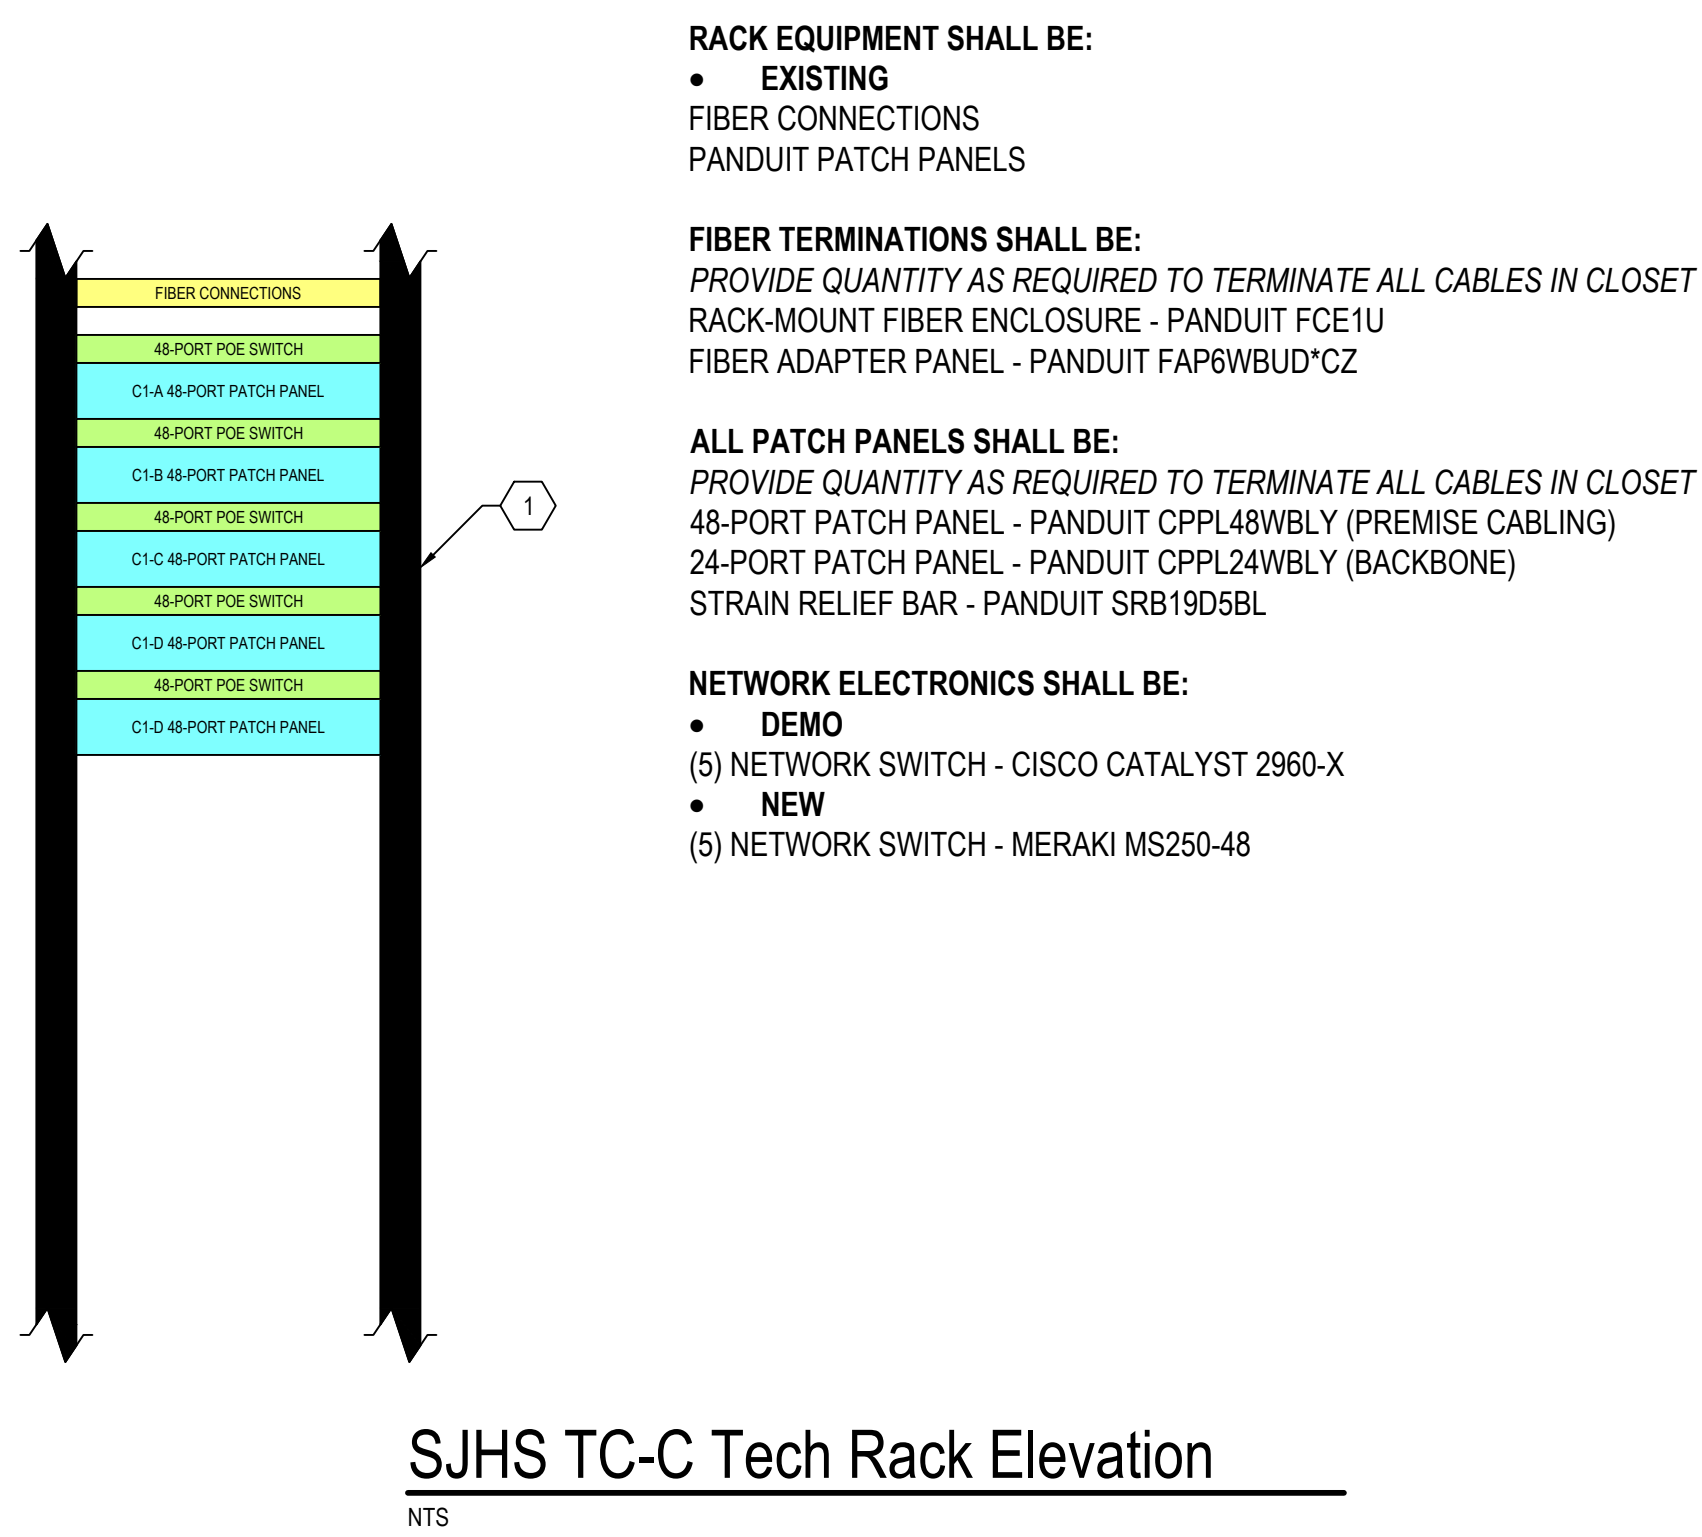 RACK EQUIPMENT SHALL BE:
• EXISTING
FIBER CONNECTIONS
PANDUIT PATCH PANELS
FIBER TERMINATIONS SHALL BE:
PROVIDE QUANTITY AS REQUIRED TO TERMINATE ALL CABLES IN CLOSET
RACK-MOUNT FIBER ENCLOSURE - PANDUIT FCE1U
FIBER ADAPTER PANEL - PANDUIT FAP6WBUD*CZ
ALL PATCH PANELS SHALL BE:
PROVIDE QUANTITY AS REQUIRED TO TERMINATE ALL CABLES IN CLOSET
48-PORT PATCH PANEL - PANDUIT CPPL48WBLY (PREMISE CABLING)
24-PORT PATCH PANEL - PANDUIT CPPL24WBLY (BACKBONE)
STRAIN RELIEF BAR - PANDUIT SRB19D5BL
NETWORK ELECTRONICS SHALL BE:
• DEMO
(5) NETWORK SWITCH - CISCO CATALYST 2960-X
• NEW
(5) NETWORK SWITCH - MERAKI MS250-48
FIBER CONNECTIONS
48-PORT POE SWITCH
C1-A 48-PORT PATCH PANEL
48-PORT POE SWITCH
C1-B 48-PORT PATCH PANEL
48-PORT POE SWITCH
C1-C 48-PORT PATCH PANEL
48-PORT POE SWITCH
C1-D 48-PORT PATCH PANEL
48-PORT POE SWITCH
C1-D 48-PORT PATCH PANEL
1
SJHS TC-C Tech Rack Elevation
NTS